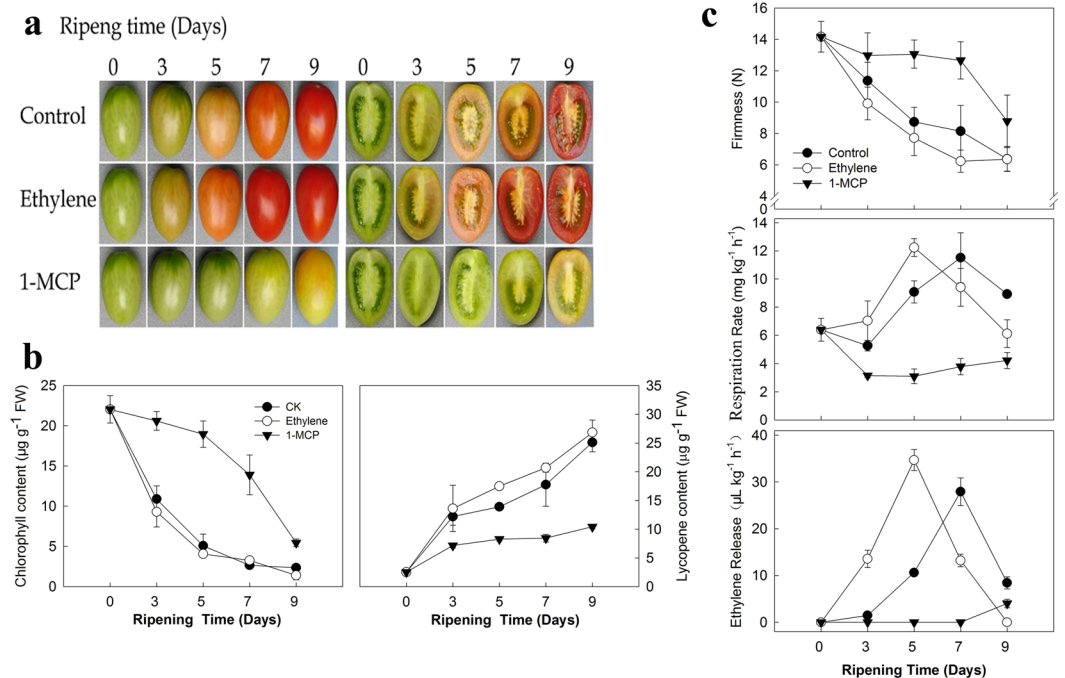 a Ripeng time (Days)
0 3 5 7 9 0 3 5 7 9
Control
Ethylene
1-MCP
b
25
20
15
10
5
0
Chlorophyll content (μg g-1 FW)
CK
Ethylene
1-MCP
0 3 5 7 9
Ripening Time (Days)
35
30
25
20
15
10
5
0
Lycopene content (μg g-1 FW)
0 3 5 7 9
Ripening Time (Days)
c
16
14
12
10
8
6
4
0
Firmness (N)
Control
Ethylene
1-MCP
14
12
10
8
6
4
2
0
Respiration Rate (mg kg-1 h-1)
40
30
20
10
0
Ethylene Release (μL kg-1 h-1)
0 3 5 7 9
Ripening Time (Days)